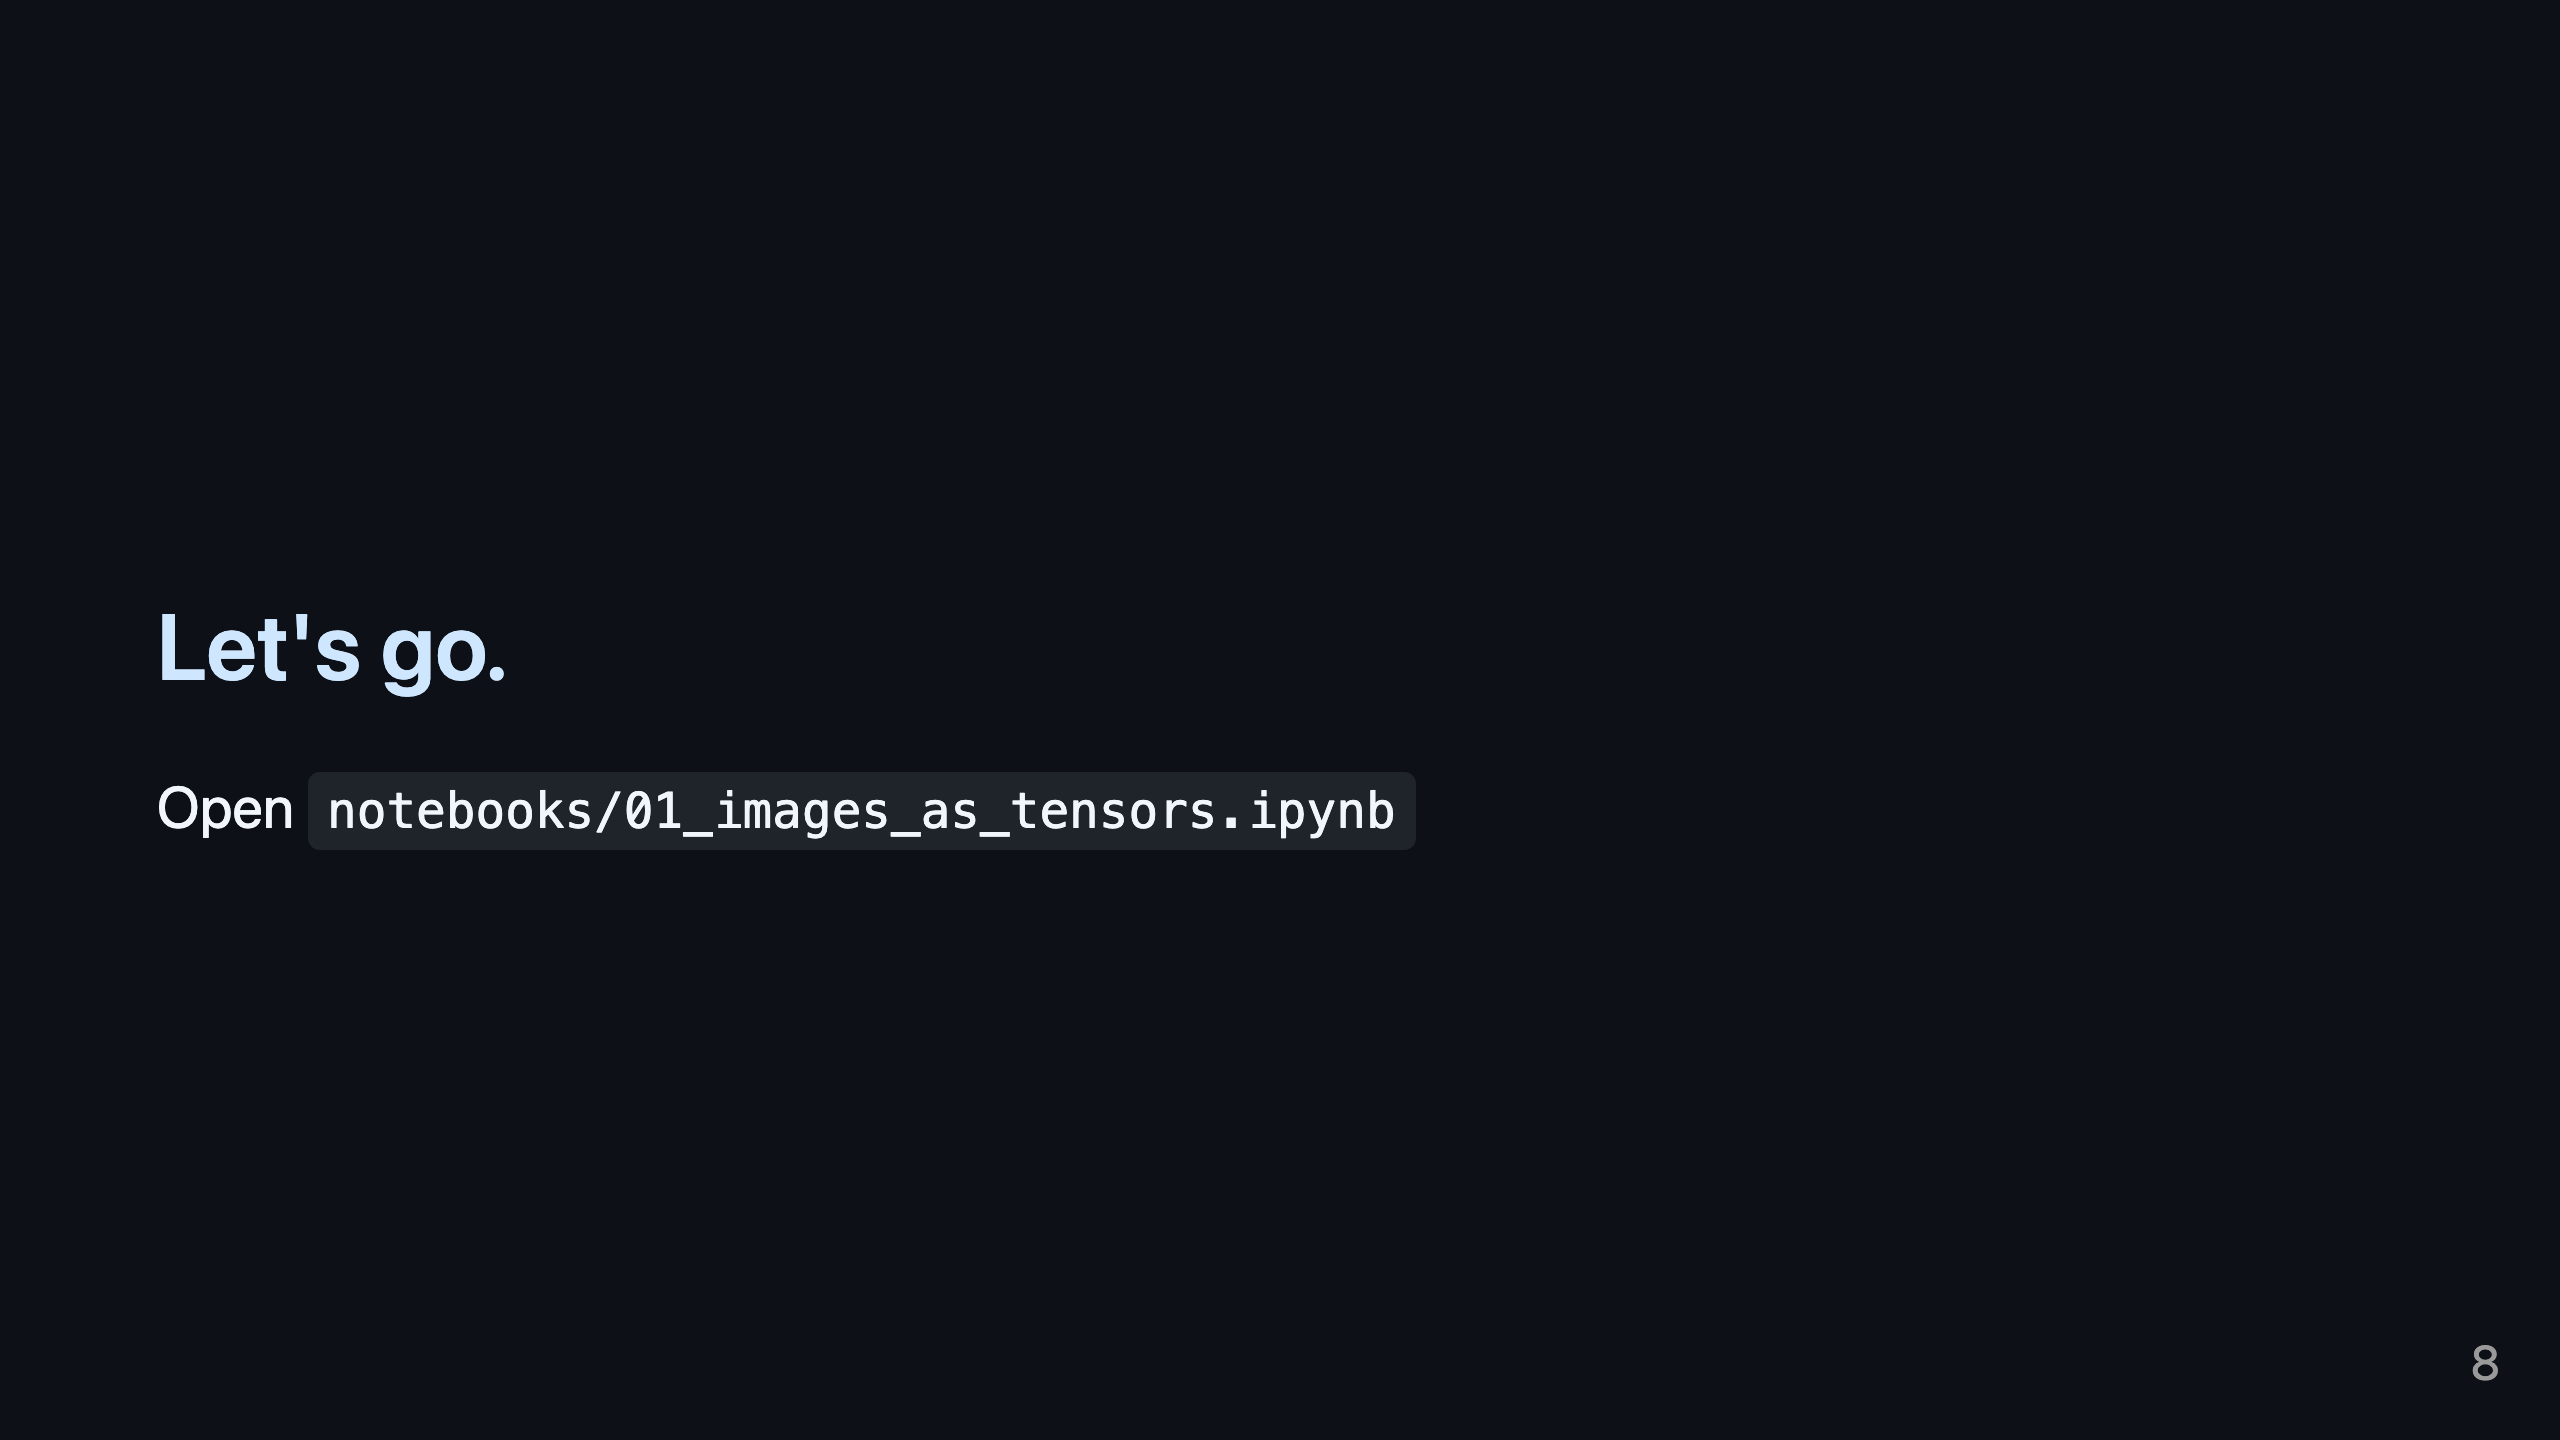 Let's go.
Open notebooks/01_images_as_tensors.ipynb
8